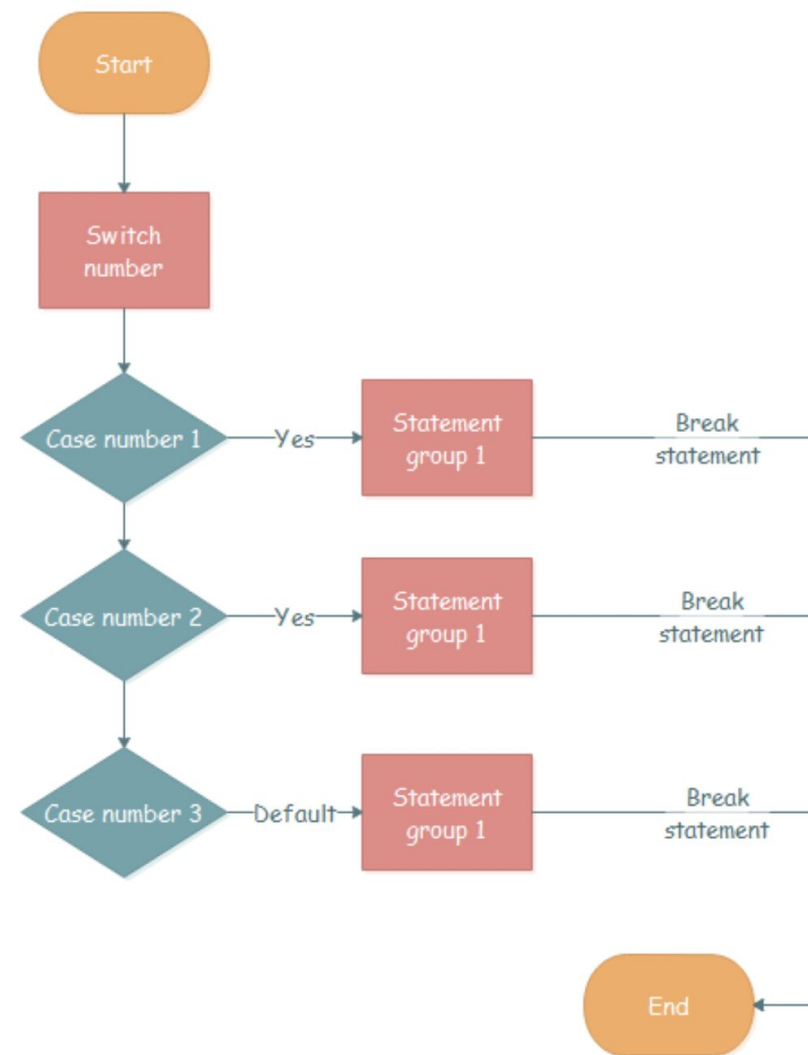 Start
Switch
number
Case number 1
Yes
Statement
group 1
Break
statement
Case number 2
Yes
Statement
group 1
Break
statement
Case number 3
Default
Statement
group 1
Break
statement
End